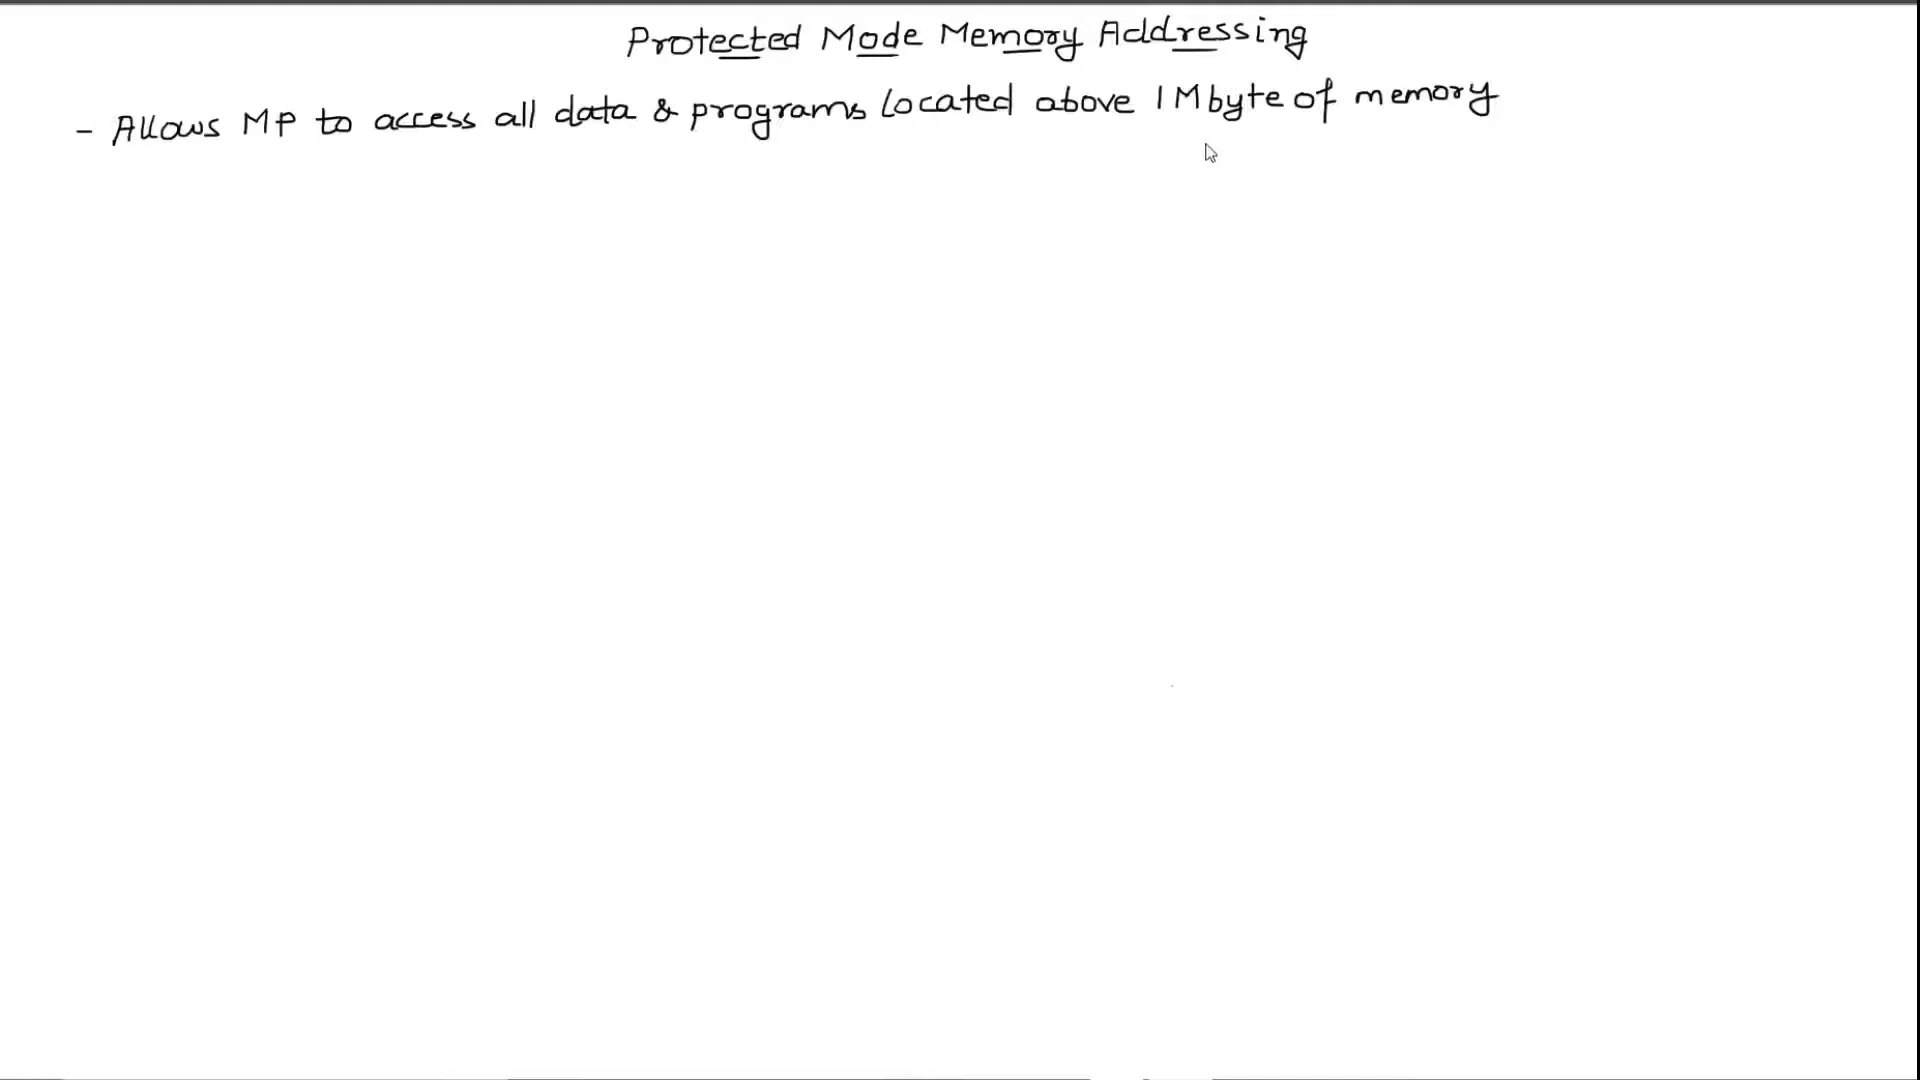 Protected Mode Memory Addressing
- Allows MP to access all data & programs located above 1 Mbyte of memory